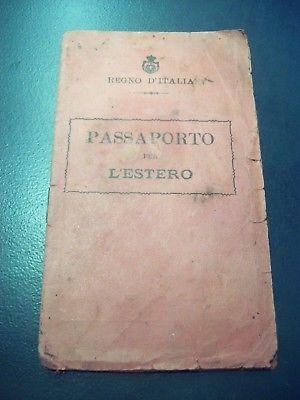 REGNO D'ITALIA
PASSAPORTO
PER
L'ESTERO